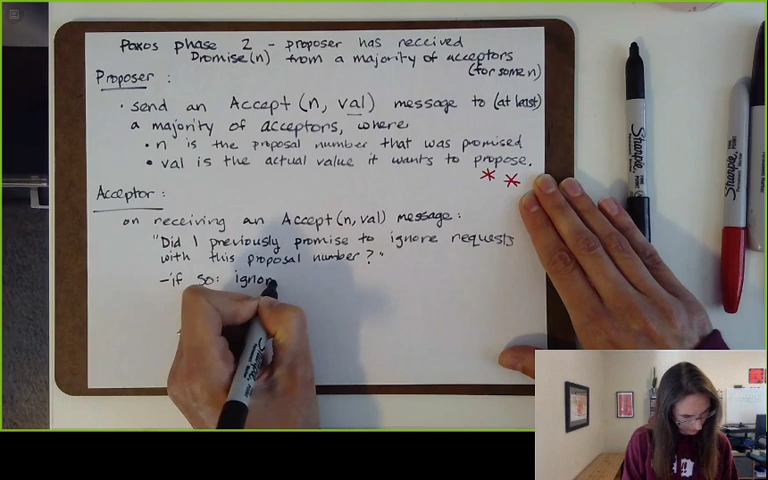 Paxos phase 2 - proposer has received
Promise(n) from a majority of acceptors
(for some n)
Proposer :
• send an Accept(n, val) message to (at least)
a majority of acceptors, where
• n is the proposal number that was promised
• val is the actual value it wants to propose.
* *
Acceptor :
on receiving an Accept(n, val) message:
"Did I previously promise to ignore requests
with this proposal number?"
- if so: ignor
Sharpie
Sharpie
Sharpie